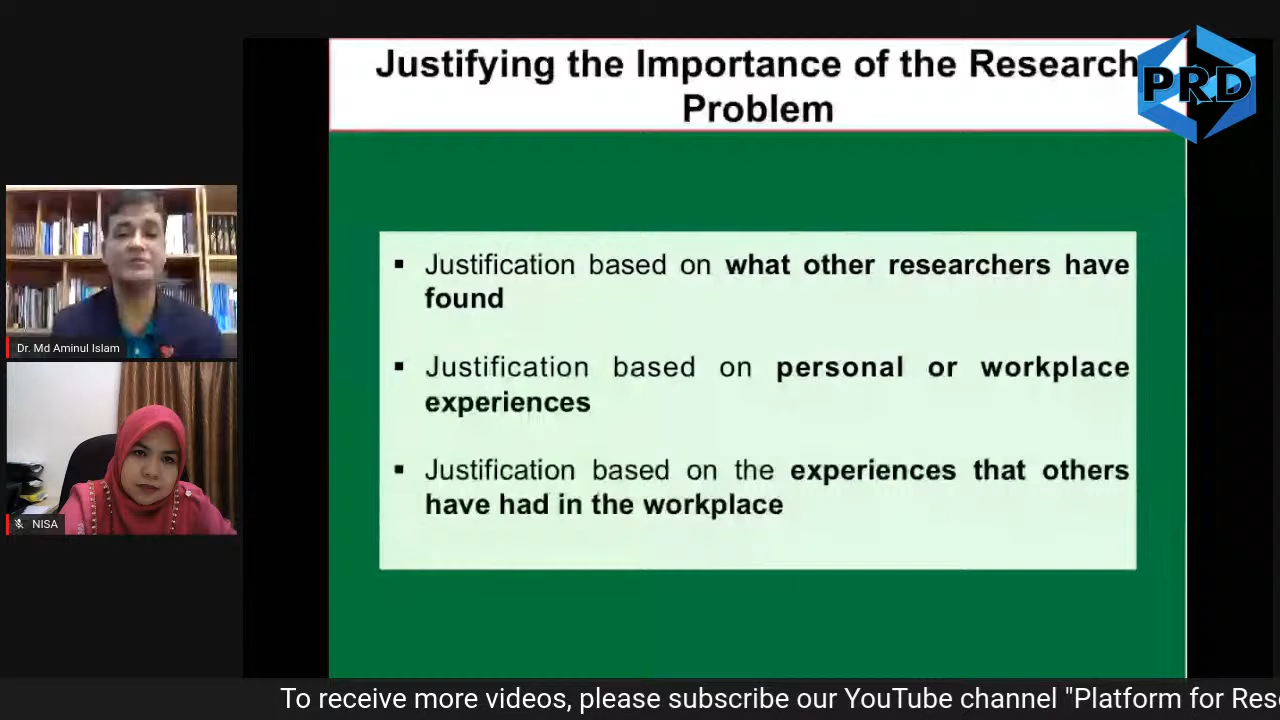 Justifying the Importance of the Research
Problem
PRD
▪ Justification based on what other researchers have
found
▪ Justification based on personal or workplace
experiences
▪ Justification based on the experiences that others
have had in the workplace
Dr. Md Aminul Islam
NISA
To receive more videos, please subscribe our YouTube channel "Platform for Res